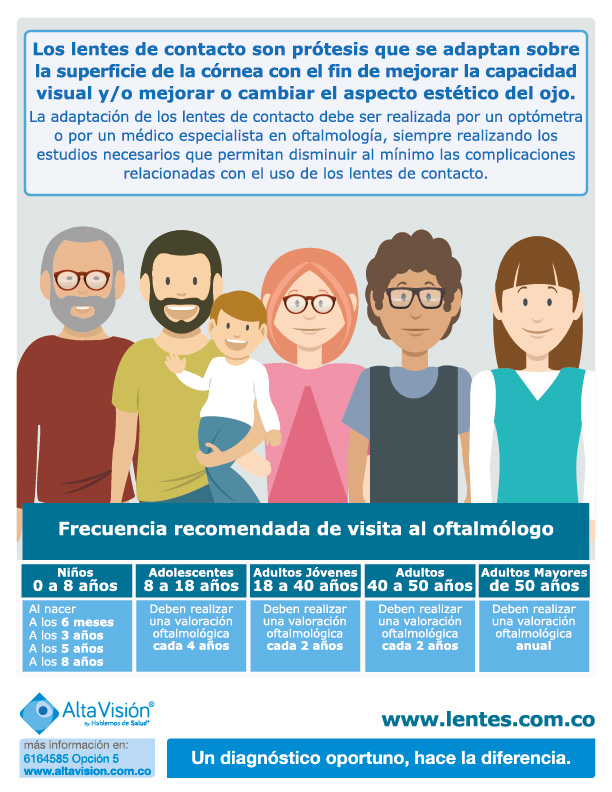 Los lentes de contacto son prótesis que se adaptan sobre
la superficie de la córnea con el fin de mejorar la capacidad
visual y/o mejorar o cambiar el aspecto estético del ojo.
La adaptación de los lentes de contacto debe ser realizada por un optómetra
o por un médico especialista en oftalmología, siempre realizando los
estudios necesarios que permitan disminuir al mínimo las complicaciones
relacionadas con el uso de los lentes de contacto.
Frecuencia recomendada de visita al oftalmólogo
Niños
0 a 8 años
Al nacer
A los 6 meses
A los 3 años
A los 5 años
A los 8 años
Adolescentes
8 a 18 años
Deben realizar
una valoración
oftalmológica
cada 4 años
Adultos Jóvenes
18 a 40 años
Deben realizar
una valoración
oftalmológica
cada 2 años
Adultos
40 a 50 años
Deben realizar
una valoración
oftalmológica
cada 2 años
Adultos Mayores
de 50 años
Deben realizar
una valoración
oftalmológica
anual
AltaVisión®
By Hablemos de Salud+
más información en:
6164585 Opción 5
www.altavision.com.co
www.lentes.com.co
Un diagnóstico oportuno, hace la diferencia.